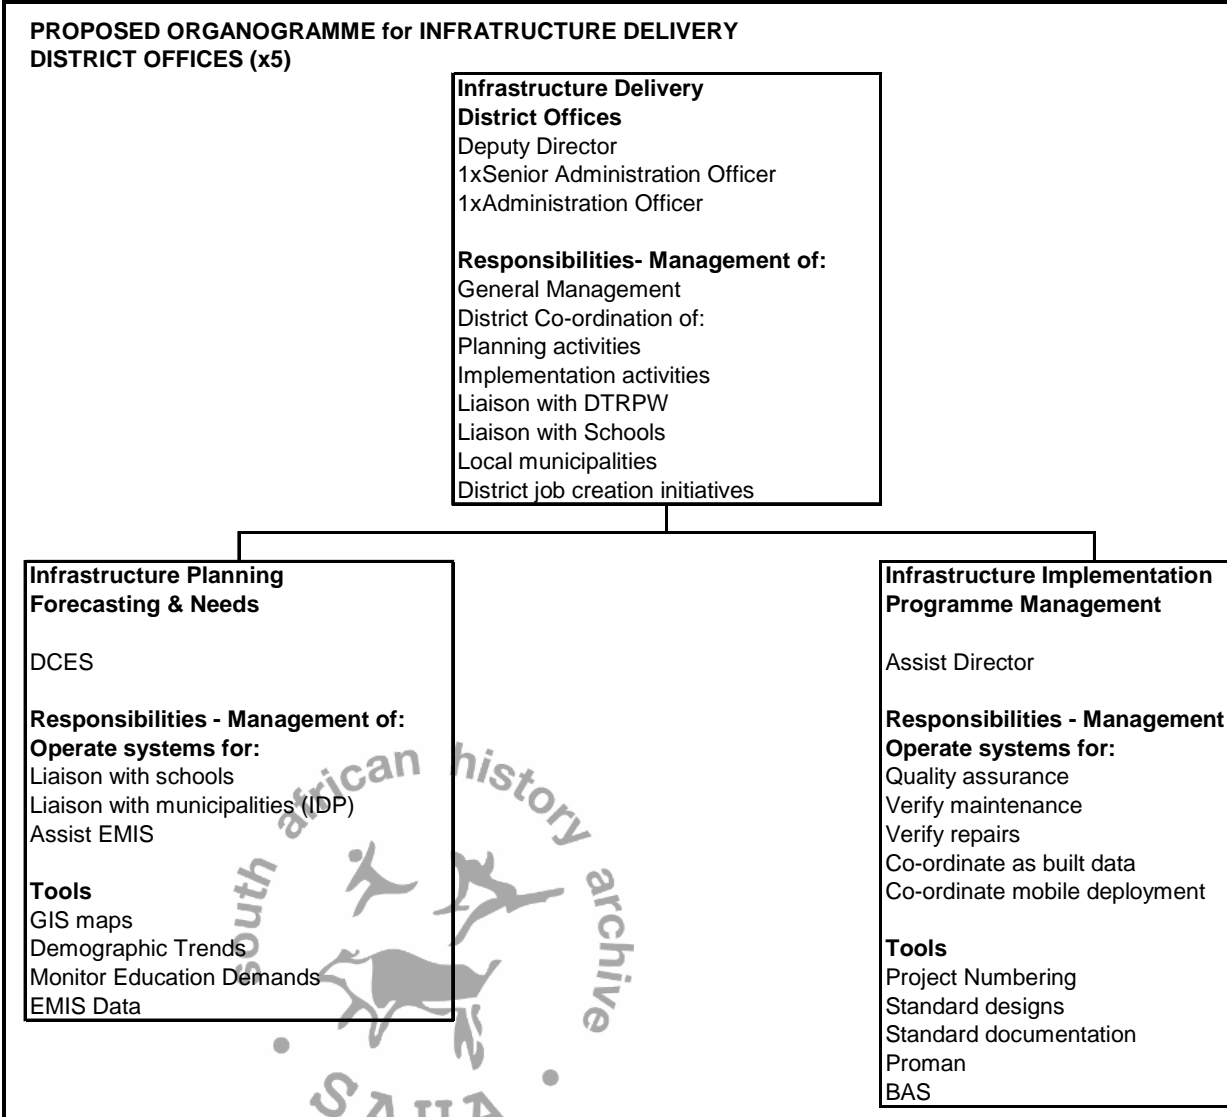 PROPOSED ORGANOGRAMME for INFRATRUCTURE DELIVERY
DISTRICT OFFICES (x5)
Infrastructure Delivery
District Offices
Deputy Director
1xSenior Administration Officer
1xAdministration Officer
Responsibilities- Management of:
General Management
District Co-ordination of:
Planning activities
Implementation activities
Liaison with DTRPW
Liaison with Schools
Local municipalities
District job creation initiatives
Infrastructure Planning
Forecasting & Needs
DCES
Responsibilities - Management of:
Operate systems for:
Liaison with schools
Liaison with municipalities (IDP)
Assist EMIS
Tools
GIS maps
Demographic Trends
Monitor Education Demands
EMIS Data
Infrastructure Implementation
Programme Management
Assist Director
Responsibilities - Management
Operate systems for:
Quality assurance
Verify maintenance
Verify repairs
Co-ordinate as built data
Co-ordinate mobile deployment
Tools
Project Numbering
Standard designs
Standard documentation
Proman
BAS
south african history archive
SAHA